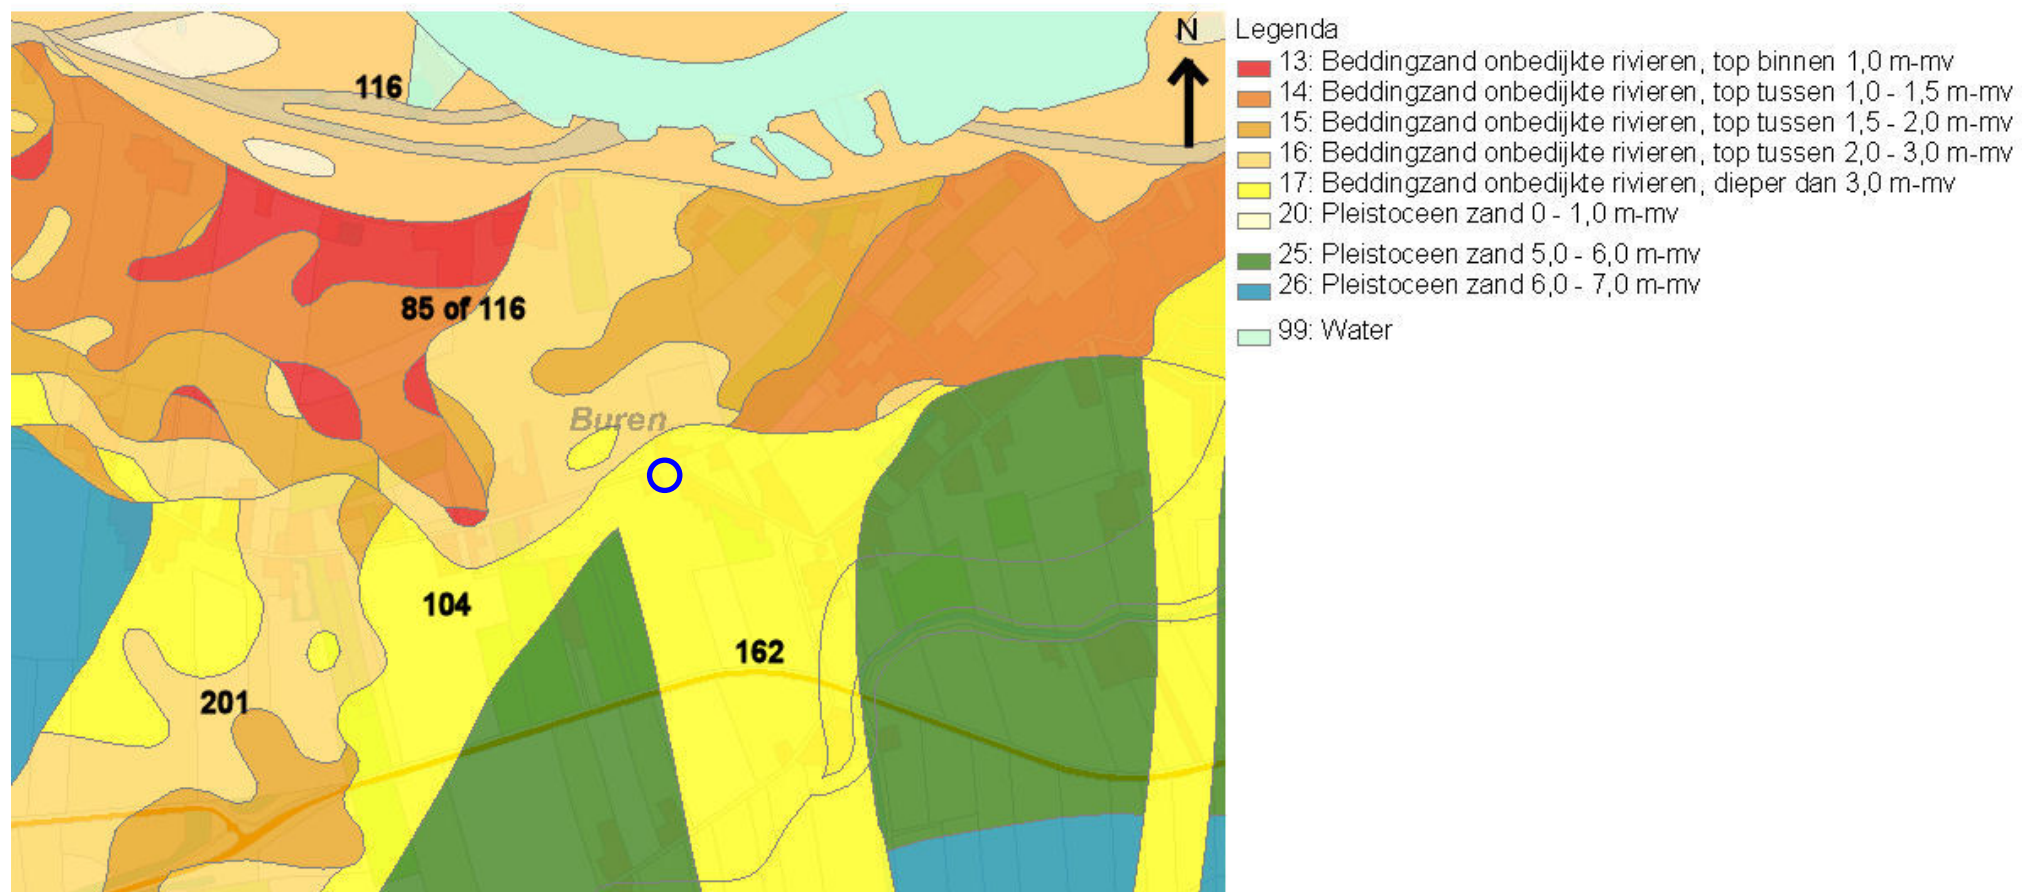 116
85 of 116
Buren
104
162
201
N
Legenda
13: Beddingzand onbedijkte rivieren, top binnen 1,0 m-mv
14: Beddingzand onbedijkte rivieren, top tussen 1,0 - 1,5 m-mv
15: Beddingzand onbedijkte rivieren, top tussen 1,5 - 2,0 m-mv
16: Beddingzand onbedijkte rivieren, top tussen 2,0 - 3,0 m-mv
17: Beddingzand onbedijkte rivieren, dieper dan 3,0 m-mv
20: Pleistoceen zand 0 - 1,0 m-mv
25: Pleistoceen zand 5,0 - 6,0 m-mv
26: Pleistoceen zand 6,0 - 7,0 m-mv
99: Water